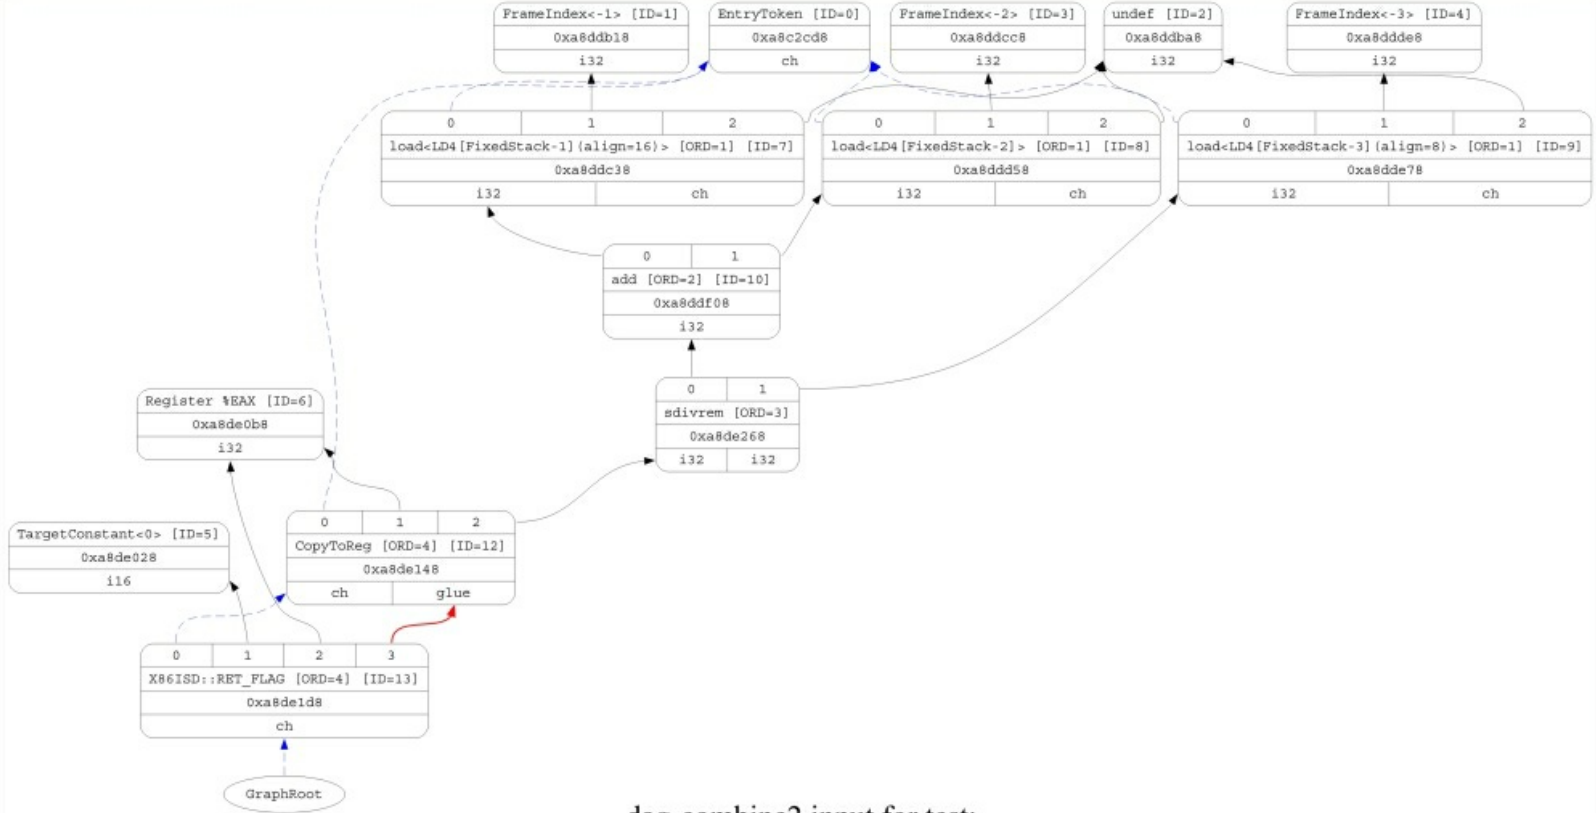 FrameIndex<-1> [ID=1]
0xa8ddb18
i32
EntryToken [ID=0]
0xa8c2cd8
ch
FrameIndex<-2> [ID=3]
0xa8ddcc8
i32
undef [ID=2]
0xa8ddba8
i32
FrameIndex<-3> [ID=4]
0xa8ddde8
i32
0 1 2
load<LD4[FixedStack-1](align=16)> [ORD=1] [ID=7]
0xa8ddc38
i32 ch
0 1 2
load<LD4[FixedStack-2]> [ORD=1] [ID=8]
0xa8ddd58
i32 ch
0 1 2
load<LD4[FixedStack-3](align=8)> [ORD=1] [ID=9]
0xa8dde78
i32 ch
0 1
add [ORD=2] [ID=10]
0xa8ddf08
i32
0 1
sdivrem [ORD=3]
0xa8de268
i32 i32
Register %EAX [ID=6]
0xa8de0b8
i32
0 1 2
CopyToReg [ORD=4] [ID=12]
0xa8de148
ch glue
TargetConstant<0> [ID=5]
0xa8de028
i16
0 1 2 3
X86ISD::RET_FLAG [ORD=4] [ID=13]
0xa8de1d8
ch
GraphRoot
dag-combine2 input for test: